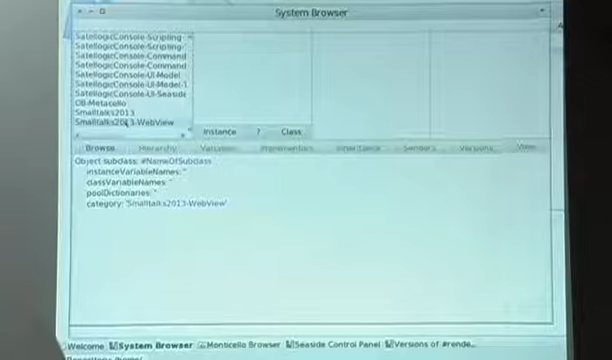 System Browser
SatellogicConsole-Scripting
SatellogicConsole-Scripting-
SatellogicConsole-Command
SatellogicConsole-Command
SatellogicConsole-UI-Model
SatellogicConsole-UI-Model-
SatellogicConsole-UI-Seaside
OB-Metacello
Smalltalks2013
Smalltalks2013-WebView
Instance ? Class
Browse Hierarchy Variables Implementors Inheritance Senders Versions View
Object subclass: #NameOfSubclass
instanceVariableNames: ''
classVariableNames: ''
poolDictionaries: ''
category: 'Smalltalks2013-WebView'
Welcome System Browser Monticello Browser Seaside Control Panel Versions of #rende...